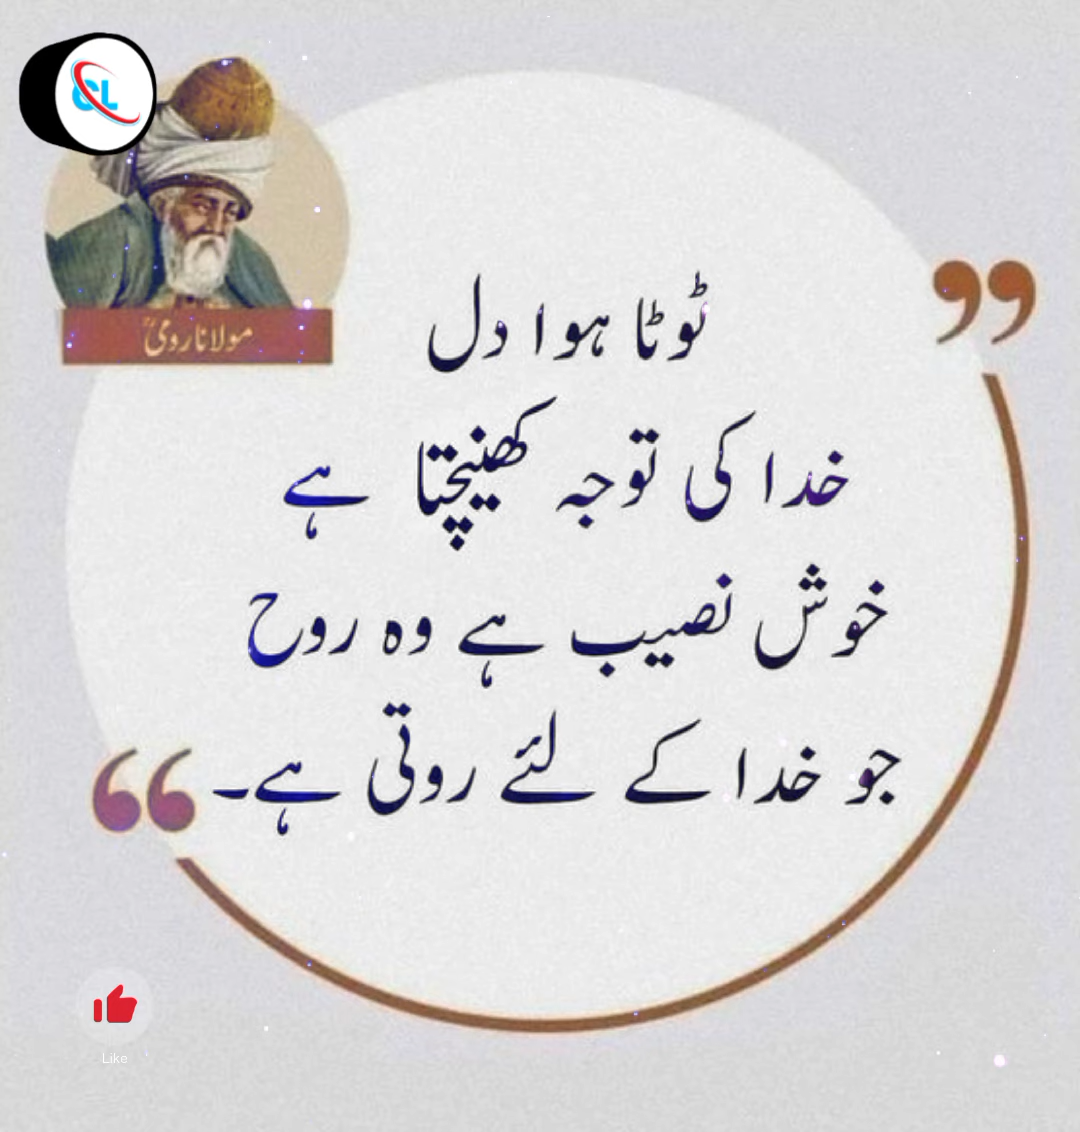 CL
مولانا رومیؒ
ٹوٹا ہوا دل
خدا کی توجہ کھینچتا ہے
خوش نصیب ہے وہ روح
جو خدا کے لئے روتی ہے۔
Like